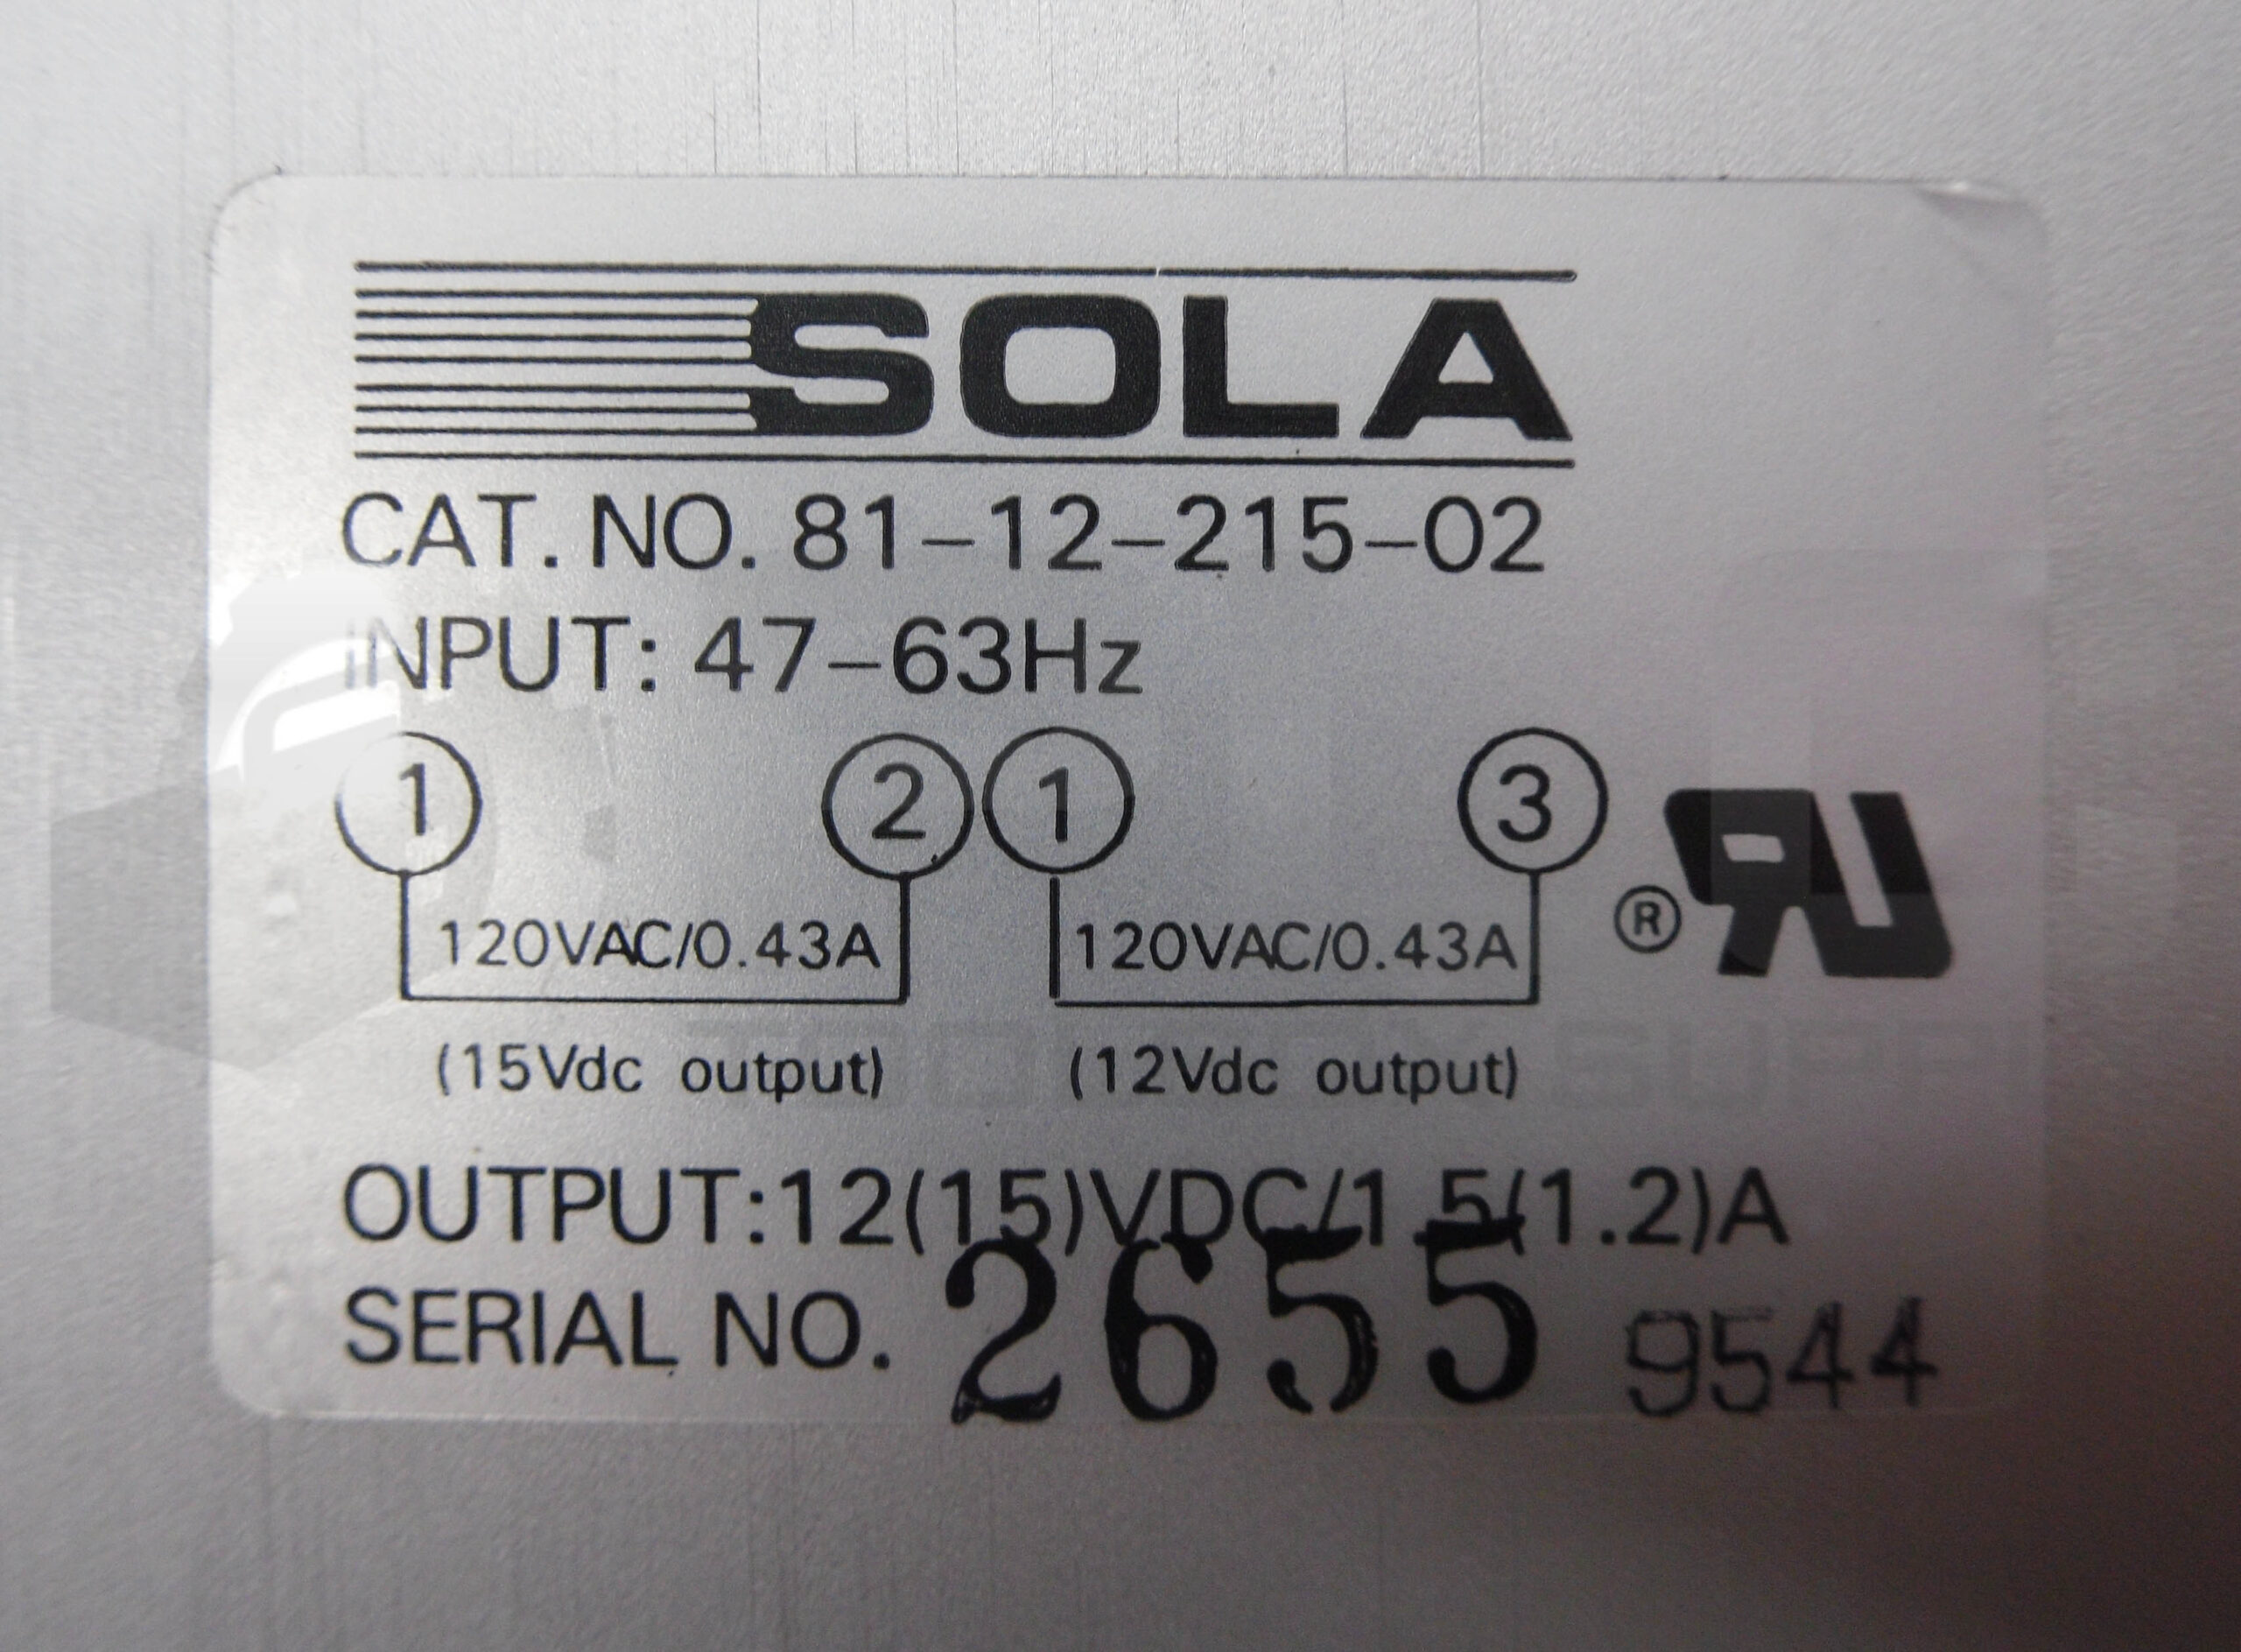 SOLA
CAT. NO. 81-12-215-02
INPUT: 47-63Hz
1 2 1 3
120VAC/0.43A 120VAC/0.43A
® RU
(15Vdc output) (12Vdc output)
OUTPUT:12(15)VDC/1.5(1.2)A
SERIAL NO. 2655 9544